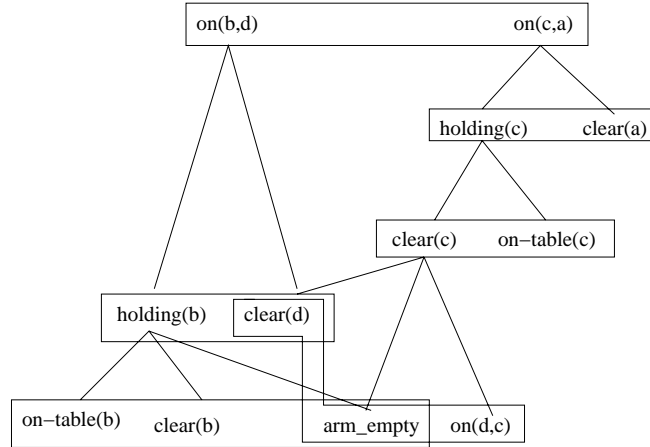 on(b,d) on(c,a)
holding(c) clear(a)
clear(c) on−table(c)
holding(b) clear(d)
on−table(b) clear(b) arm_empty on(d,c)